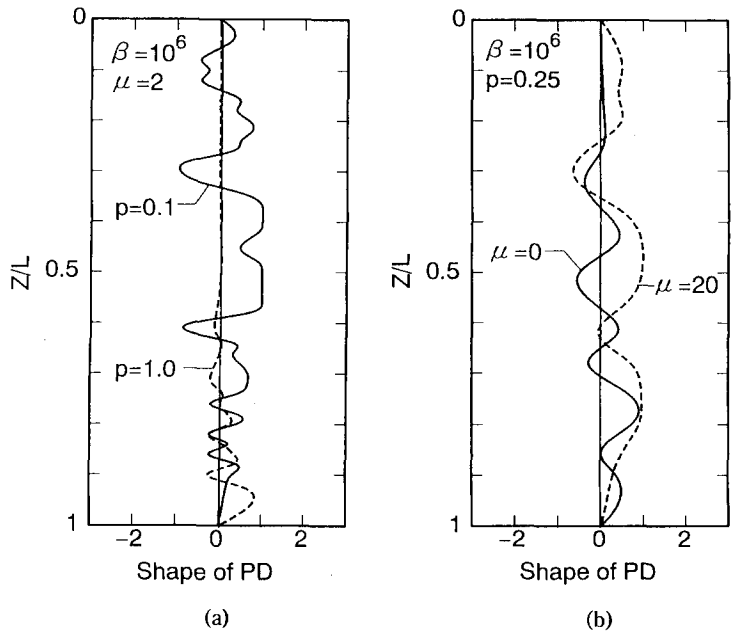 0
β=10⁶
μ=2
p=0.1
Z/L
0.5
p=1.0
1
−2 0 2
Shape of PD
(a)
0
β=10⁶
p=0.25
Z/L
0.5
μ=0
μ=20
1
−2 0 2
Shape of PD
(b)